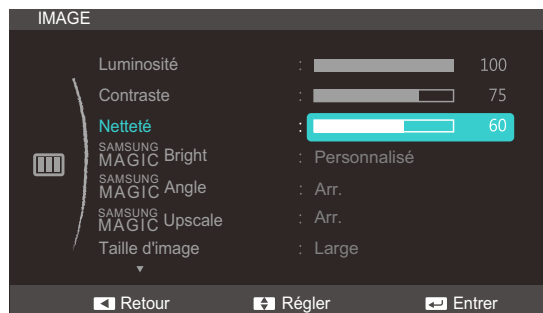 IMAGE
Luminosité : 100
Contraste : 75
Netteté : 60
SAMSUNG MAGIC Bright : Personnalisé
SAMSUNG MAGIC Angle : Arr.
SAMSUNG MAGIC Upscale : Arr.
Taille d'image : Large
Retour Régler Entrer